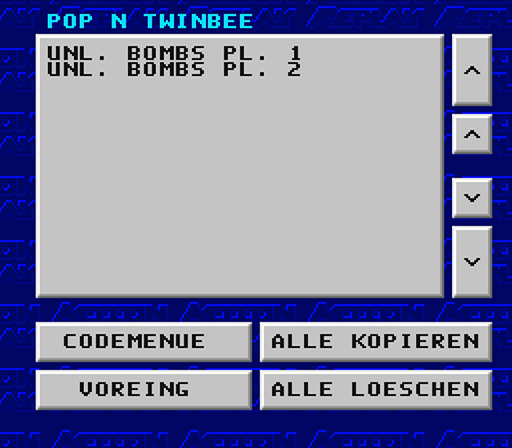 POP N TWINBEE
UNL. BOMBS PL. 1
UNL. BOMBS PL. 2
CODEMENUE
ALLE KOPIEREN
VOREING
ALLE LOESCHEN